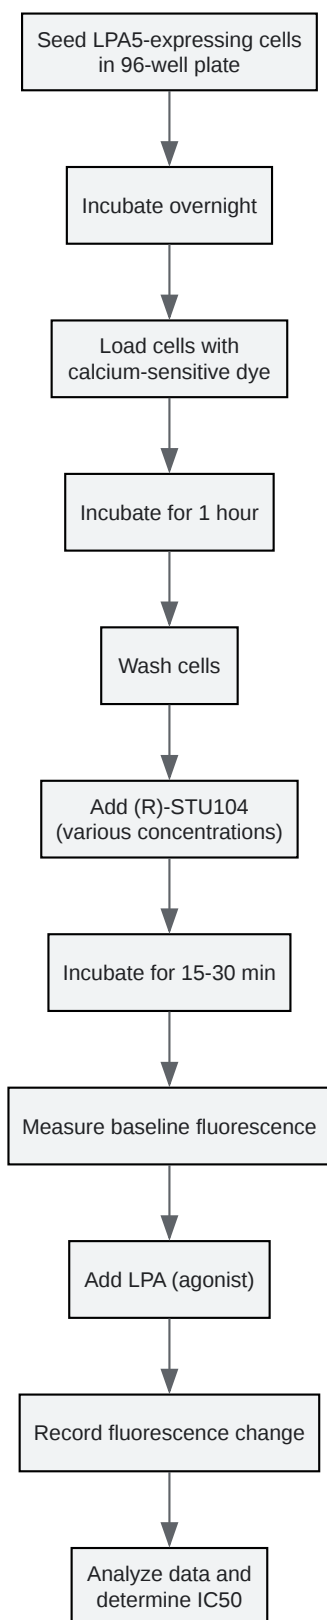 Seed LPA5-expressing cells
in 96-well plate
Incubate overnight
Load cells with
calcium-sensitive dye
Incubate for 1 hour
Wash cells
Add (R)-STU104
(various concentrations)
Incubate for 15-30 min
Measure baseline fluorescence
Add LPA (agonist)
Record fluorescence change
Analyze data and
determine IC50